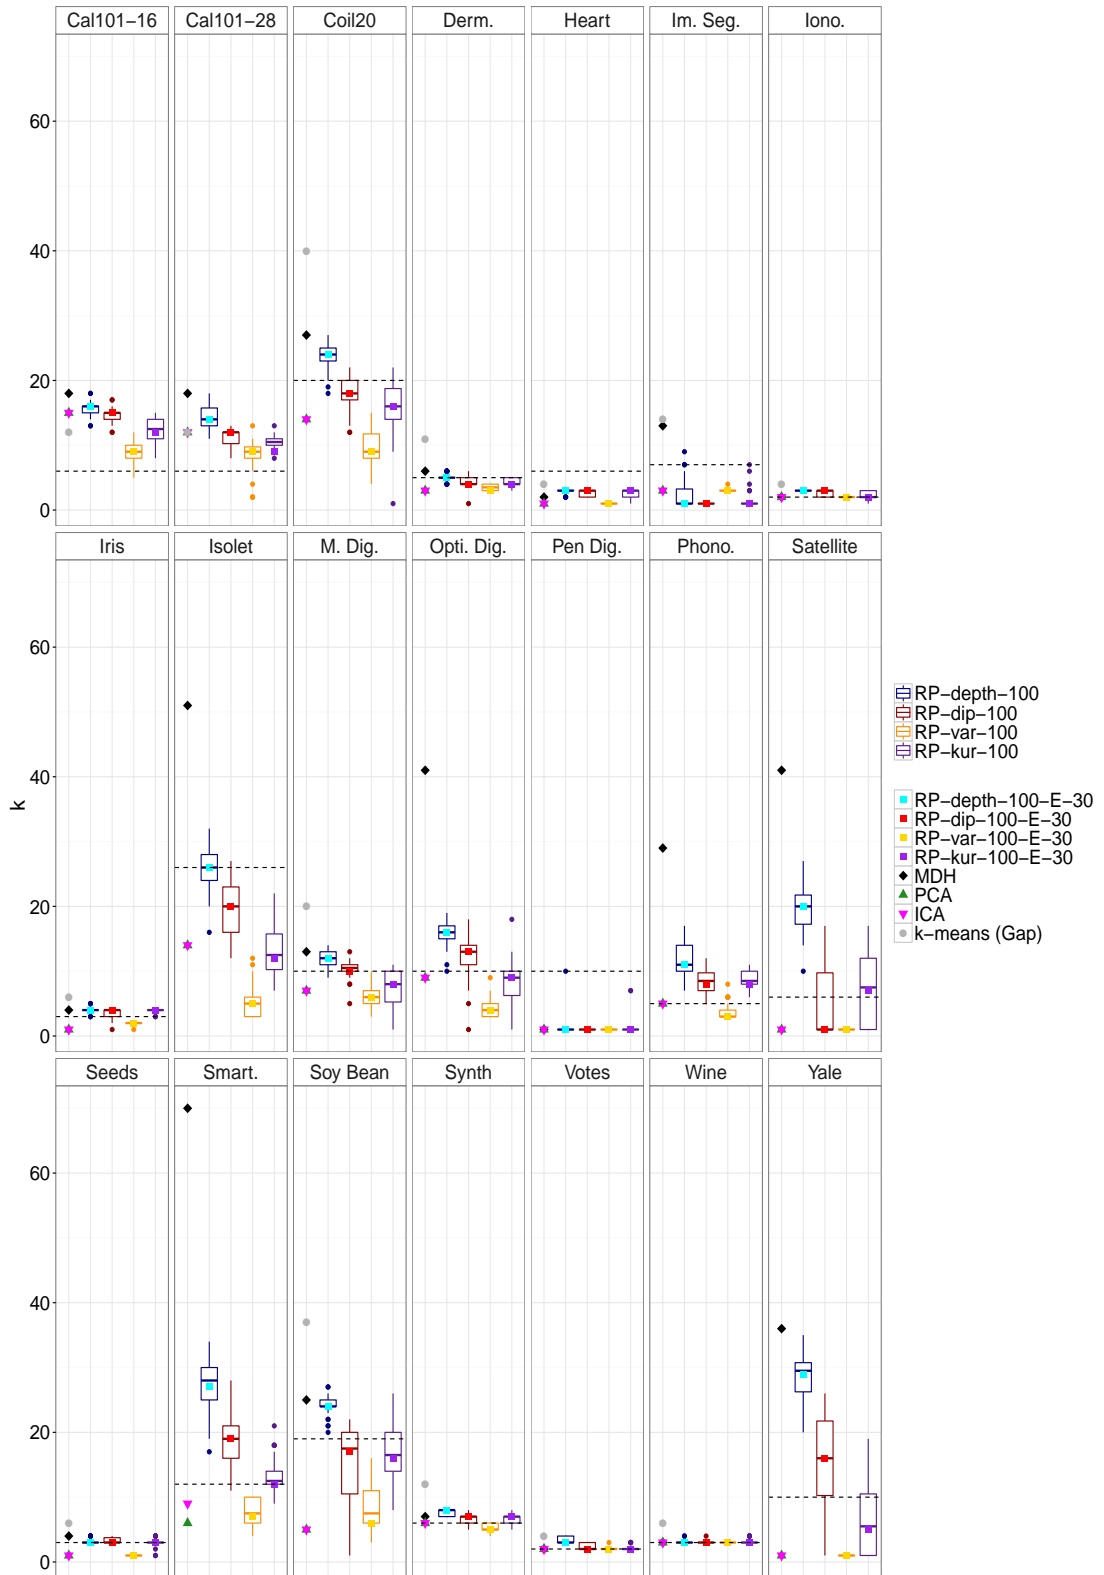 Cal101−16 Cal101−28 Coil20 Derm. Heart Im. Seg. Iono.
60
40
20
0
Iris Isolet M. Dig. Opti. Dig. Pen Dig. Phono. Satellite
60
40
20
0
k
Seeds Smart. Soy Bean Synth Votes Wine Yale
60
40
20
0
RP−depth−100
RP−dip−100
RP−var−100
RP−kur−100
RP−depth−100−E−30
RP−dip−100−E−30
RP−var−100−E−30
RP−kur−100−E−30
MDH
PCA
ICA
k−means (Gap)